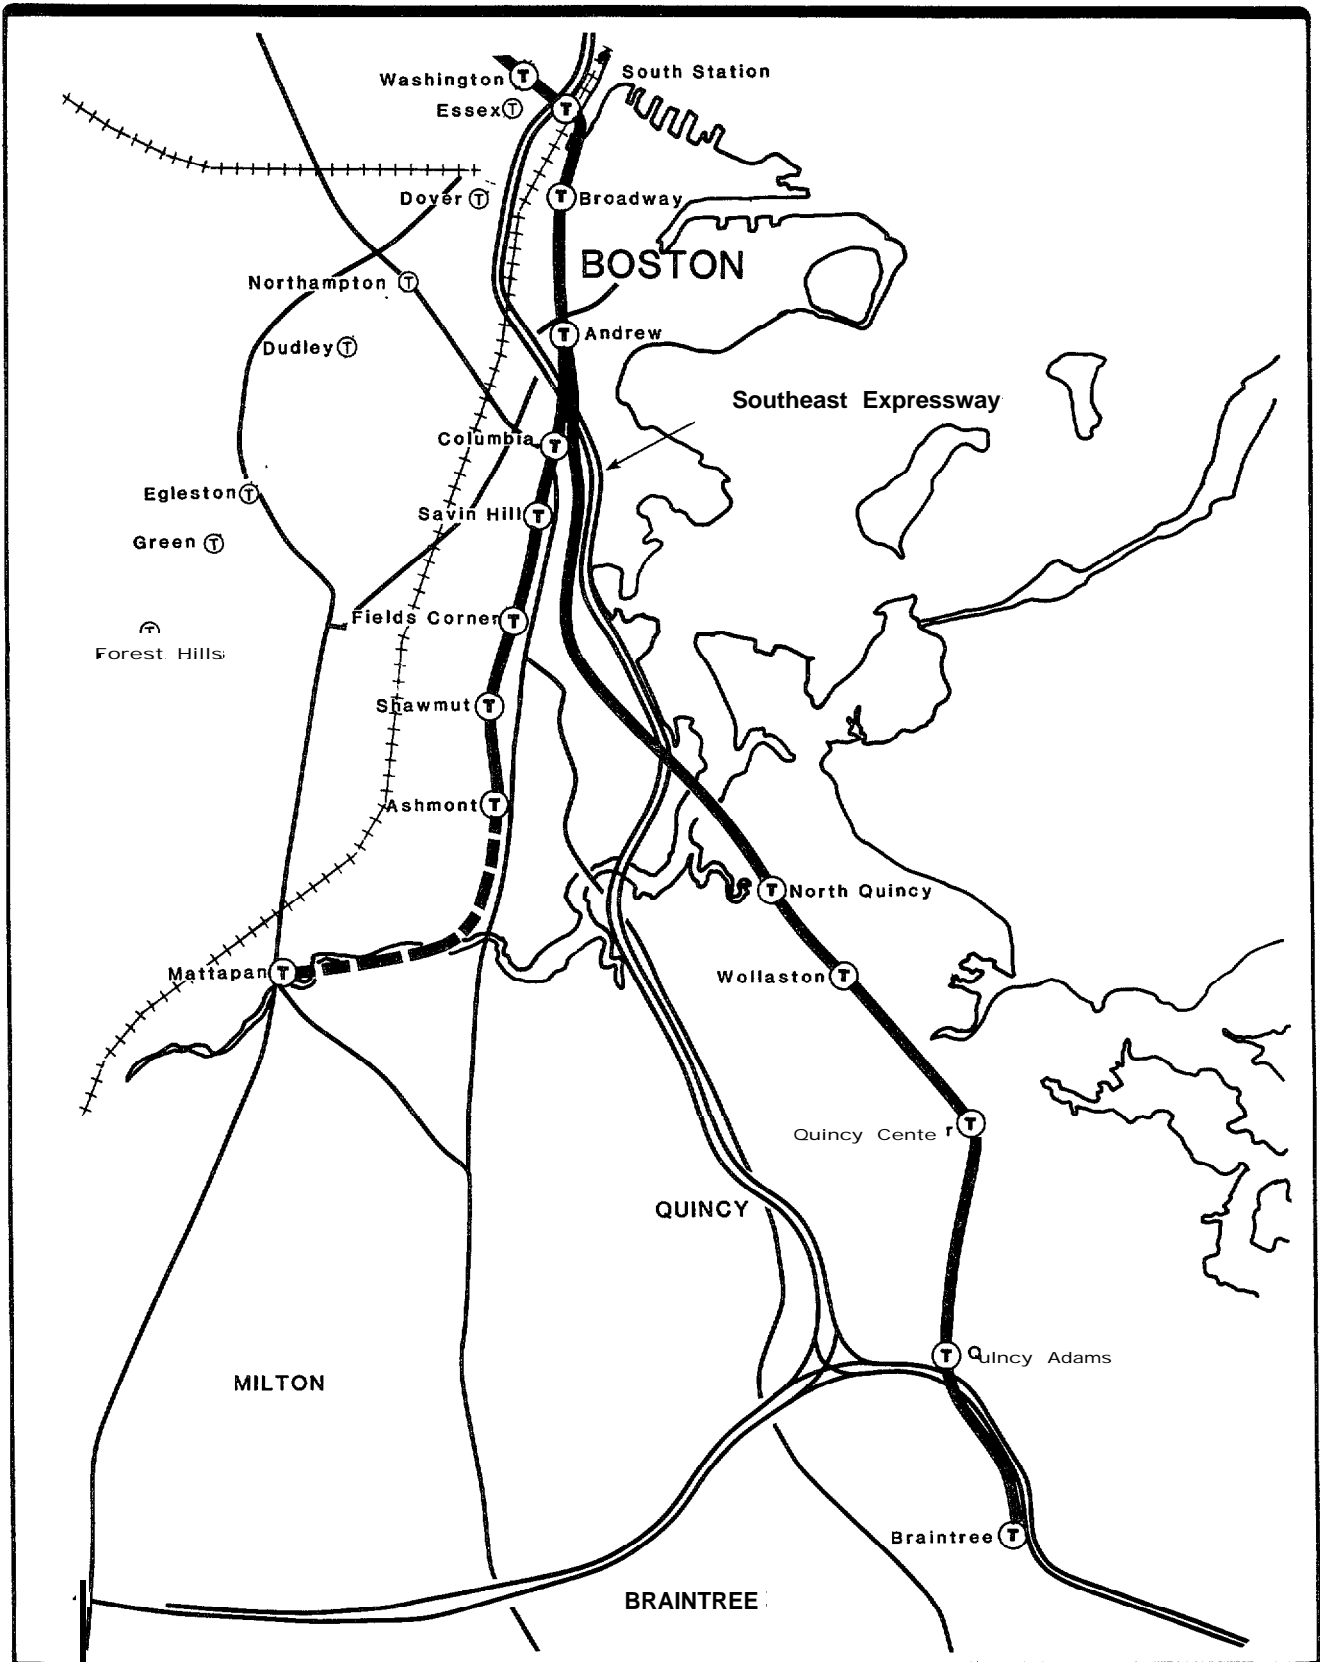 South Station
Washington T
Essex T
T
Dover T
T Broadway
BOSTON
Northampton T
T Andrew
Dudley T
Southeast Expressway
Columbia T
Egleston T
Savin Hill T
Green T
Fields Corner T
T
Forest Hills
Shawmut T
Ashmont T
T North Quincy
Mattapan T
Wollaston T
Quincy Center T
QUINCY
T QuIncy Adams
MILTON
Braintree T
BRAINTREE